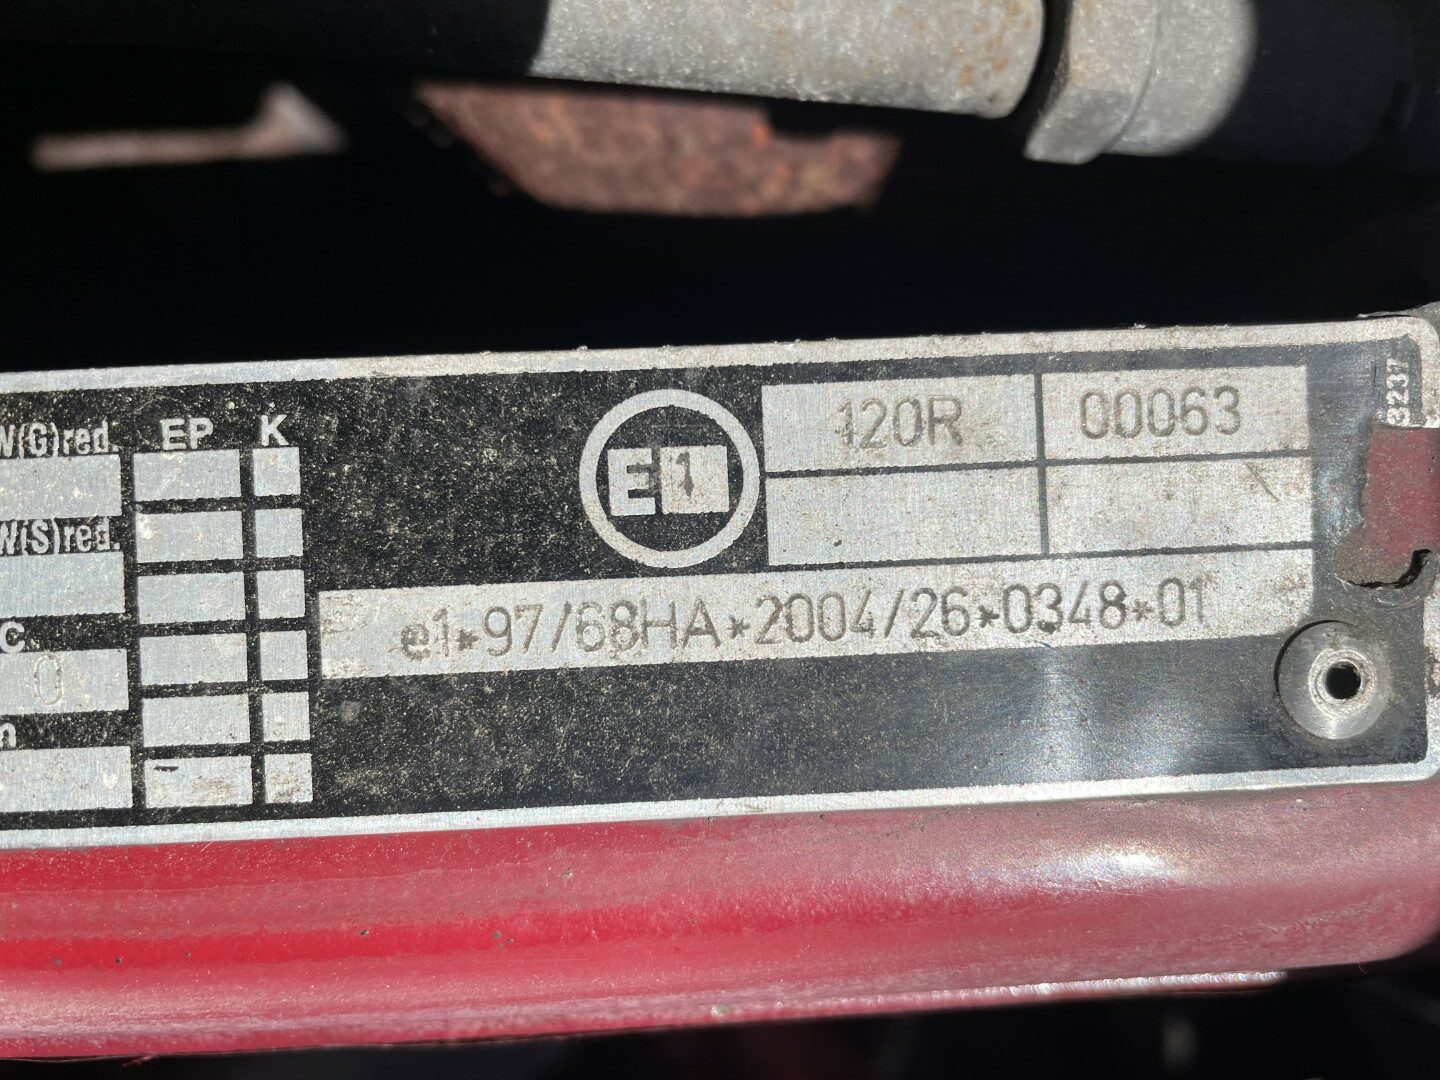 W(G)red. EP K
W(S)red.
C
0
n
E1 120R 00063
e1*97/68HA*2004/26*0348*01
3237